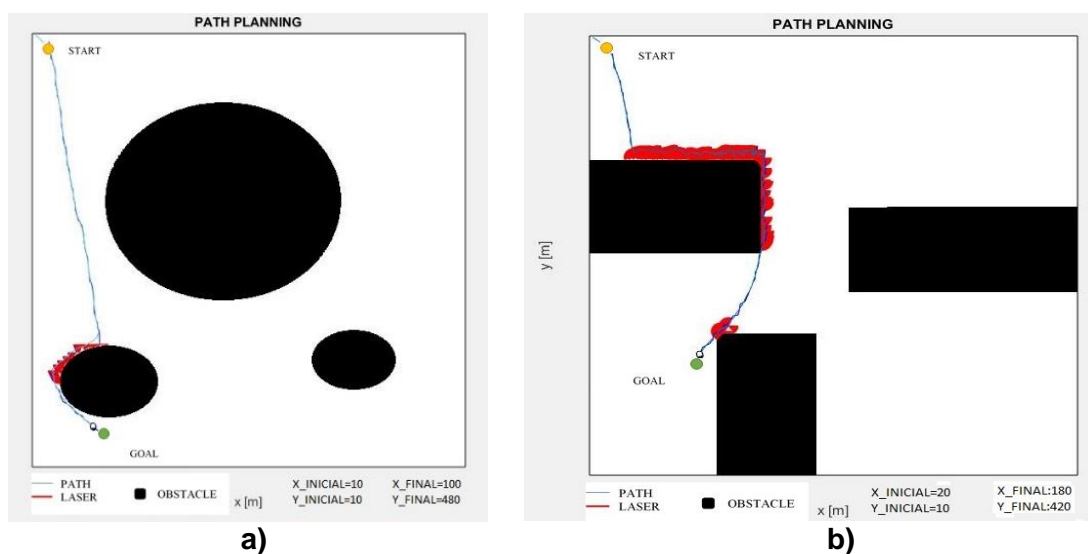 PATH PLANNING
START
GOAL
PATH
LASER
OBSTACLE
x [m]
X_INICIAL=10
Y_INICIAL=10
X_FINAL=100
Y_FINAL=480
a)
PATH PLANNING
START
y [m]
GOAL
PATH
LASER
OBSTACLE
x [m]
X_INICIAL=20
Y_INICIAL=10
X_FINAL:180
Y_FINAL:420
b)